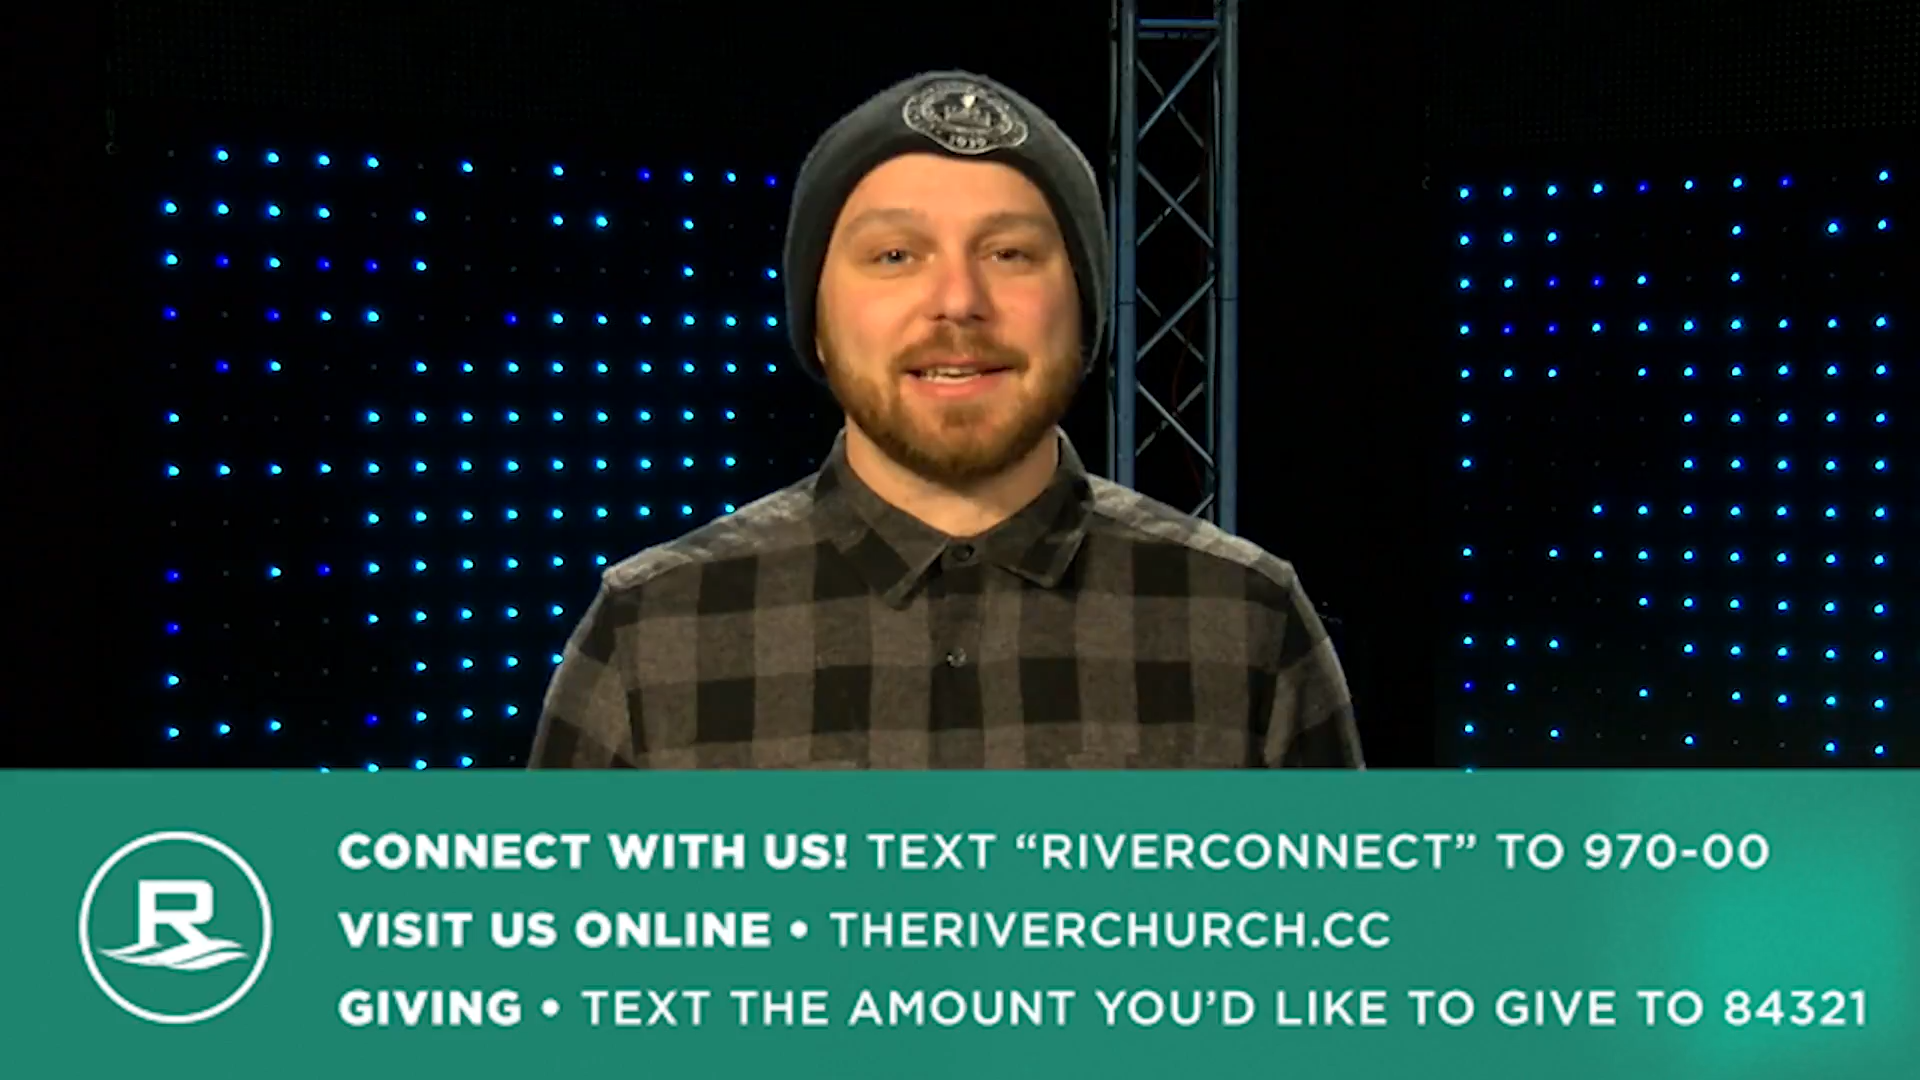 1939
CONNECT WITH US! TEXT “RIVERCONNECT” TO 970-00
R
VISIT US ONLINE • THERIVERCHURCH.CC
GIVING • TEXT THE AMOUNT YOU’D LIKE TO GIVE TO 84321